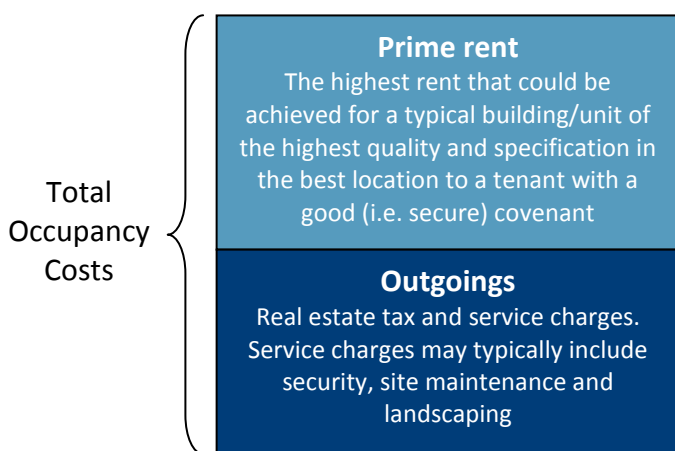 Prime rent
The highest rent that could be
achieved for a typical building/unit of
the highest quality and specification in
the best location to a tenant with a
good (i.e. secure) covenant
Total
Occupancy
Costs
Outgoings
Real estate tax and service charges.
Service charges may typically include
security, site maintenance and
landscaping